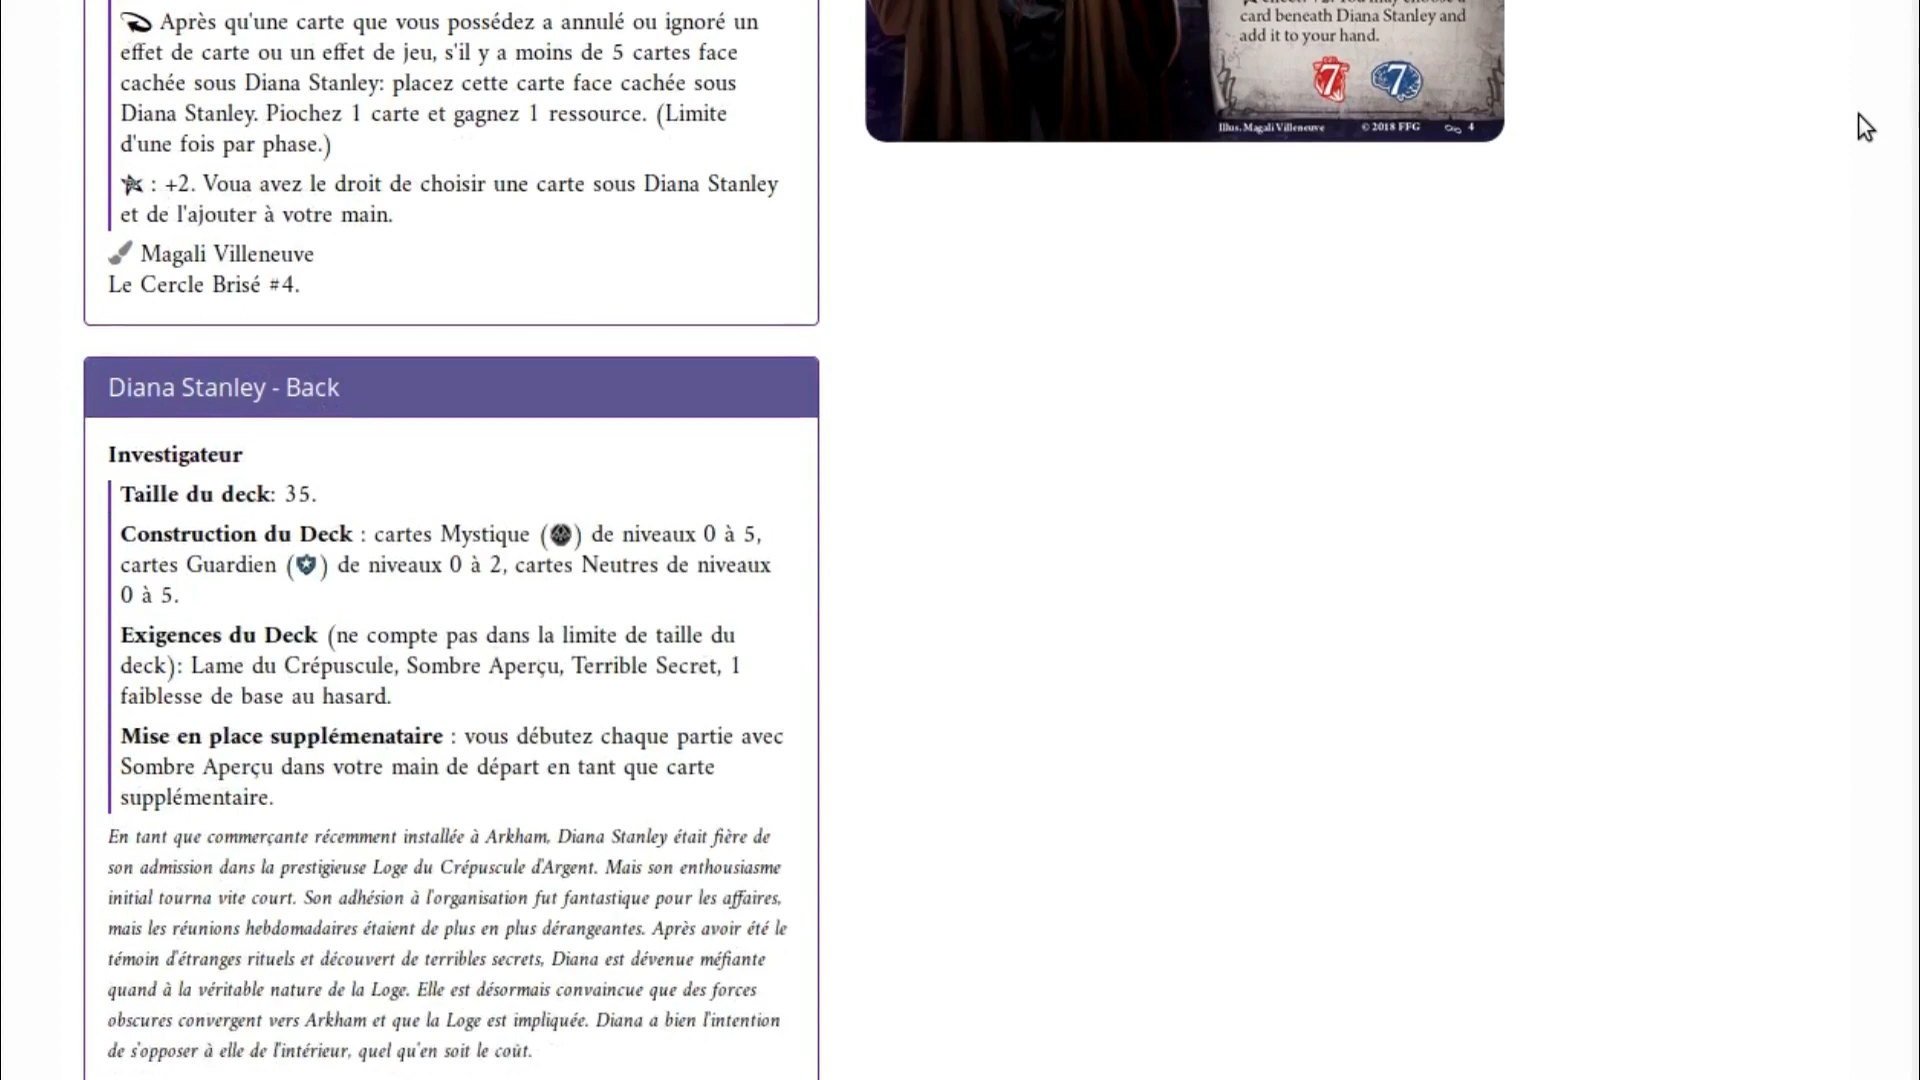 Après qu'une carte que vous possédez a annulé ou ignoré un
effet de carte ou un effet de jeu, s'il y a moins de 5 cartes face
cachée sous Diana Stanley: placez cette carte face cachée sous
Diana Stanley. Piochez 1 carte et gagnez 1 ressource. (Limite
d'une fois par phase.)
: +2. Voua avez le droit de choisir une carte sous Diana Stanley
et de l'ajouter à votre main.
Magali Villeneuve
Le Cercle Brisé #4.
card beneath Diana Stanley and
add it to your hand.
7 7
Illus. Magali Villeneuve © 2018 FFG 4
Diana Stanley - Back
Investigateur
Taille du deck: 35.
Construction du Deck : cartes Mystique () de niveaux 0 à 5,
cartes Guardien () de niveaux 0 à 2, cartes Neutres de niveaux
0 à 5.
Exigences du Deck (ne compte pas dans la limite de taille du
deck): Lame du Crépuscule, Sombre Aperçu, Terrible Secret, 1
faiblesse de base au hasard.
Mise en place supplémenataire : vous débutez chaque partie avec
Sombre Aperçu dans votre main de départ en tant que carte
supplémentaire.
En tant que commerçante récemment installée à Arkham, Diana Stanley était fière de
son admission dans la prestigieuse Loge du Crépuscule d'Argent. Mais son enthousiasme
initial tourna vite court. Son adhésion à l'organisation fut fantastique pour les affaires,
mais les réunions hebdomadaires étaient de plus en plus dérangeantes. Après avoir été le
témoin d'étranges rituels et découvert de terribles secrets, Diana est dévenue méfiante
quand à la véritable nature de la Loge. Elle est désormais convaincue que des forces
obscures convergent vers Arkham et que la Loge est impliquée. Diana a bien l'intention
de s'opposer à elle de l'intérieur, quel qu'en soit le coût.